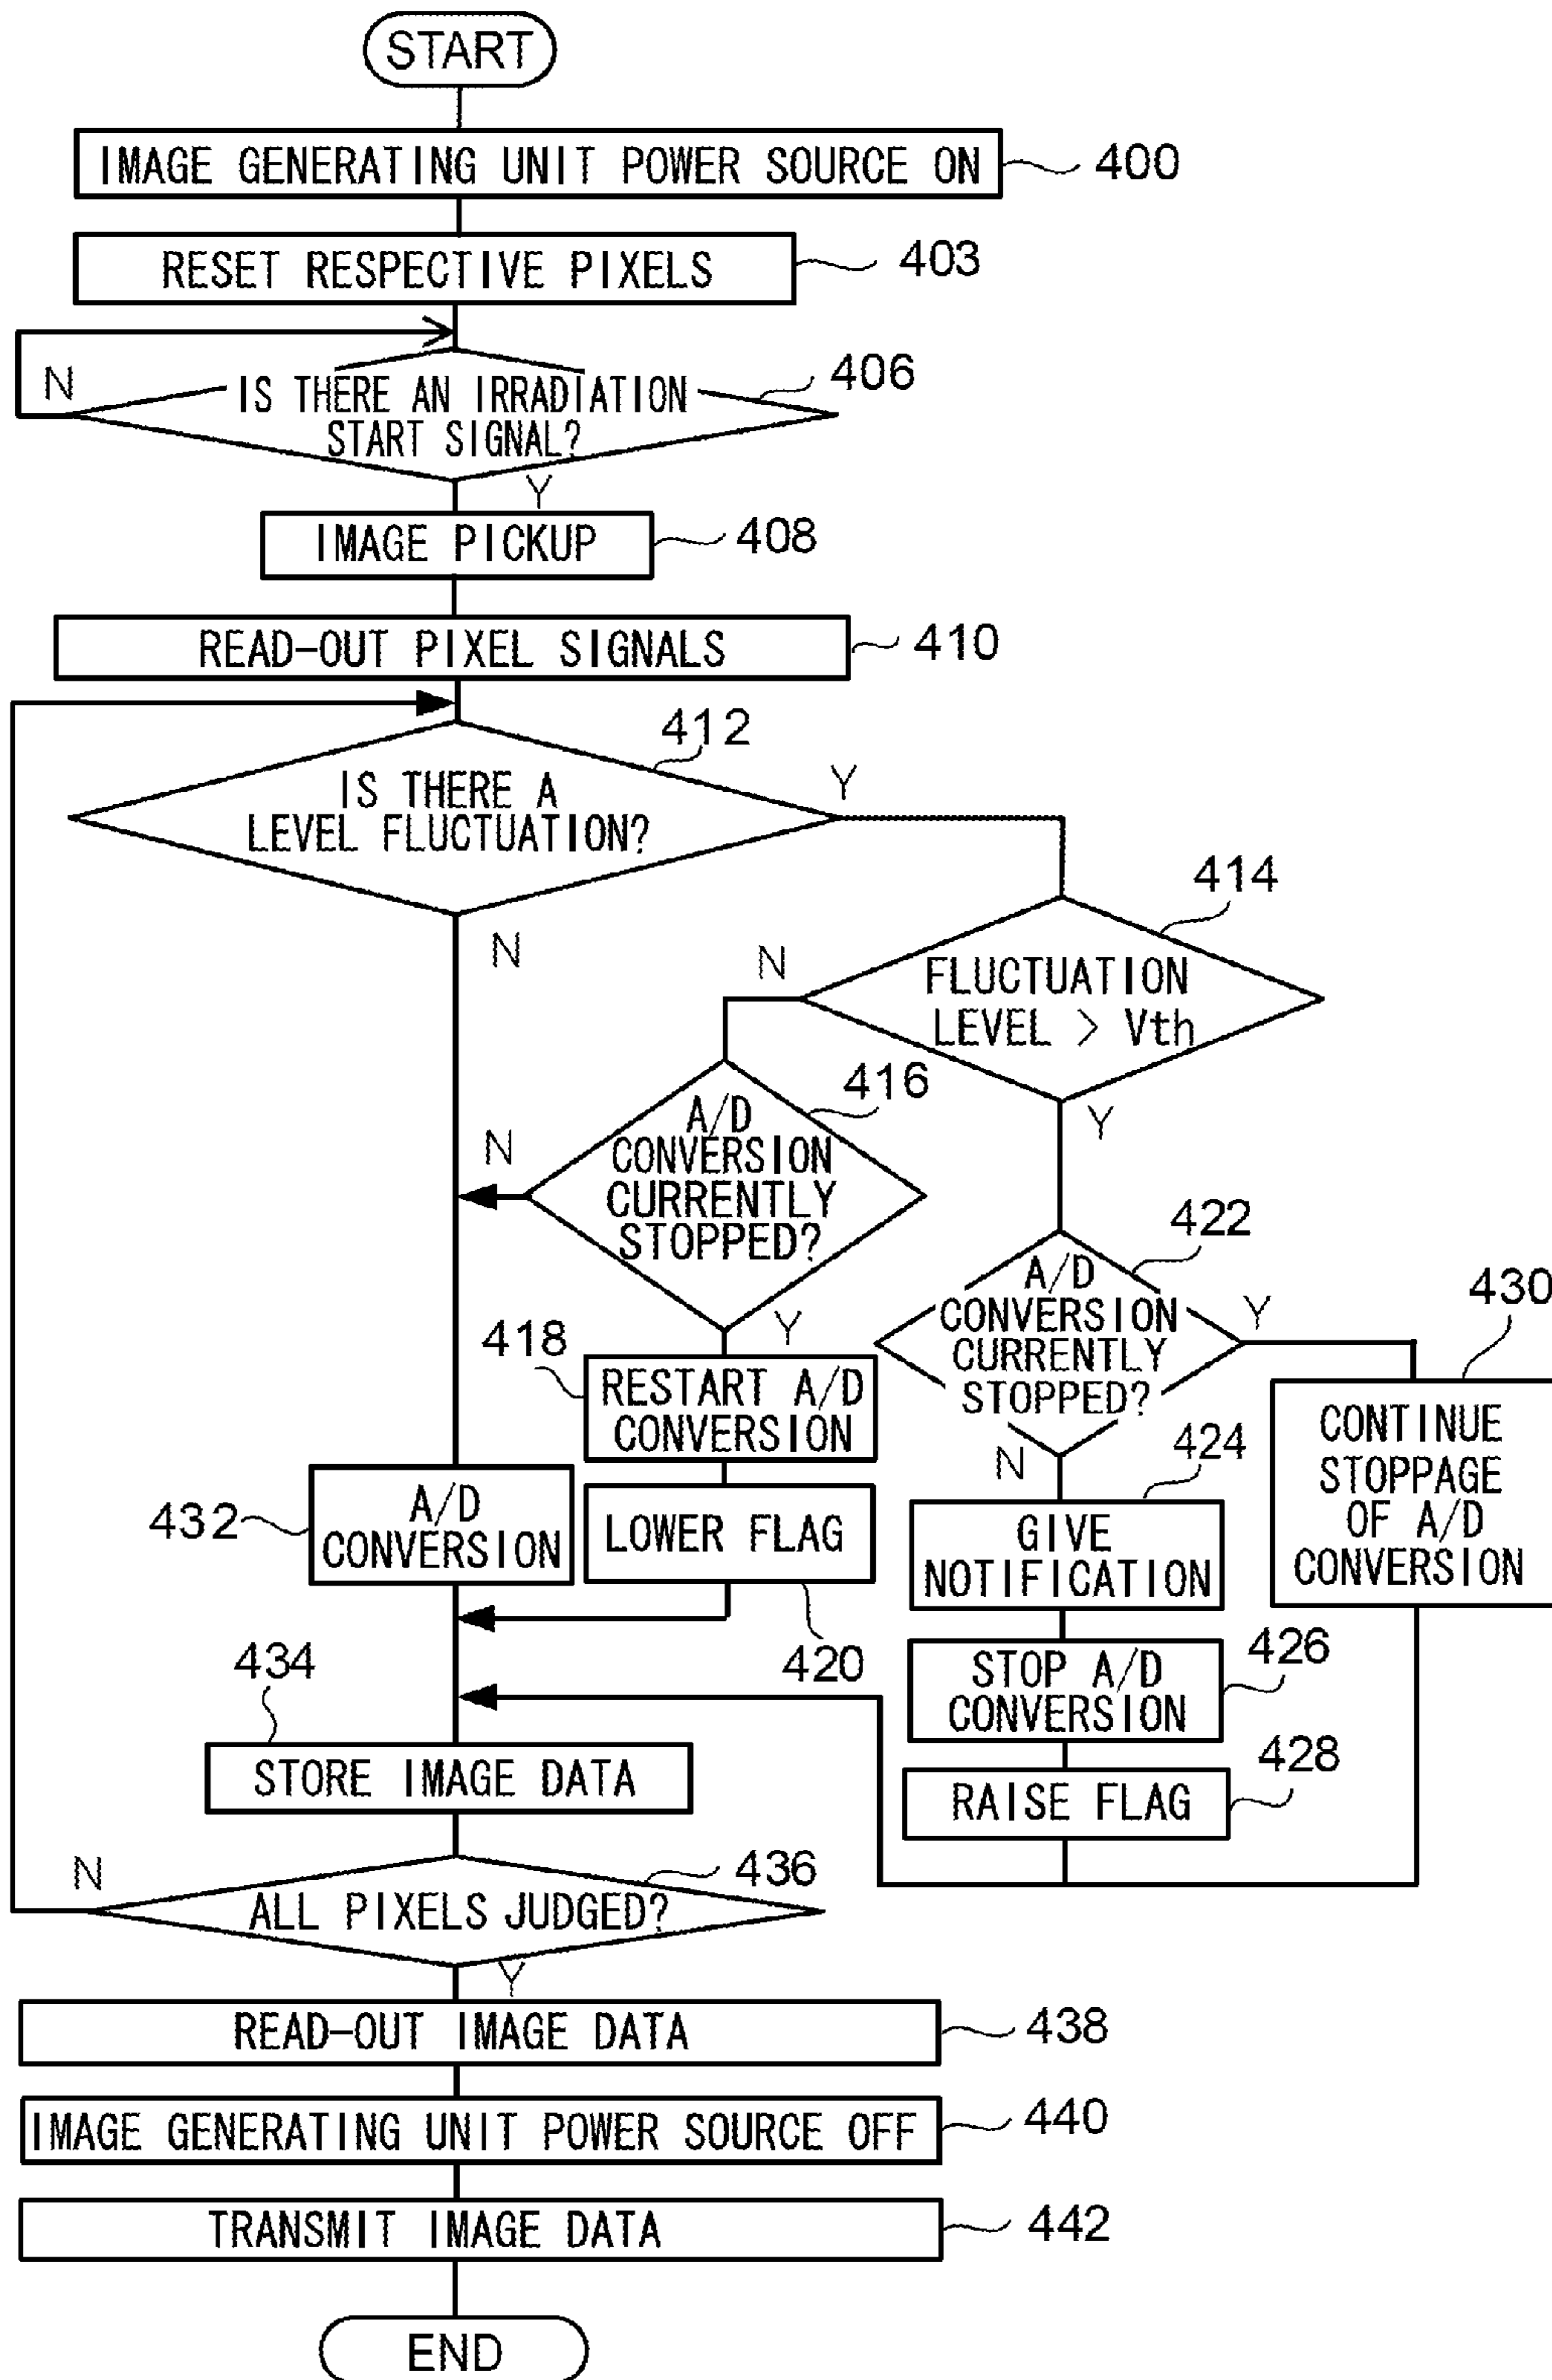 START
IMAGE GENERATING UNIT POWER SOURCE ON
400
RESET RESPECTIVE PIXELS
403
N
IS THERE AN IRRADIATION
START SIGNAL?
406
Y
IMAGE PICKUP
408
READ-OUT PIXEL SIGNALS
410
412
IS THERE A
LEVEL FLUCTUATION?
Y
N
414
FLUCTUATION
LEVEL > Vth
N
Y
416
A/D
CONVERSION
CURRENTLY
STOPPED?
N
Y
422
A/D
CONVERSION
CURRENTLY
STOPPED?
Y
N
430
CONTINUE
STOPPAGE
OF A/D
CONVERSION
418
RESTART A/D
CONVERSION
424
GIVE
NOTIFICATION
432
A/D
CONVERSION
LOWER FLAG
420
STOP A/D
CONVERSION
426
434
STORE IMAGE DATA
RAISE FLAG
428
N
ALL PIXELS JUDGED?
436
Y
READ-OUT IMAGE DATA
438
IMAGE GENERATING UNIT POWER SOURCE OFF
440
TRANSMIT IMAGE DATA
442
END